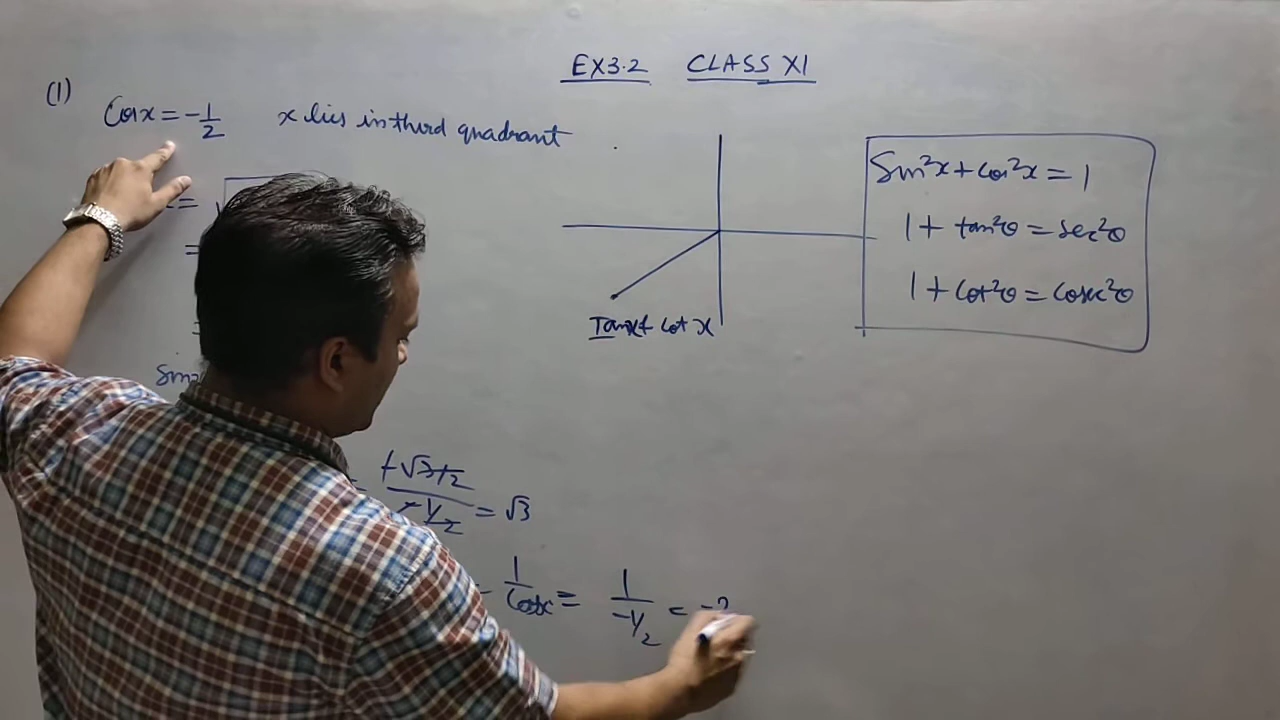 EX3.2 CLASS XI
(1) Cosx = -1/2 x lies in third quadrant
Sin²x + Cos²x = 1
1 + tan²θ = Sec²θ
1 + Cot²θ = Cosec²θ
Tanx + Cot x
= √
=
Sin
= +√3/2 / -1/2 = √3
= 1/Cosx = 1/-1/2 = -2